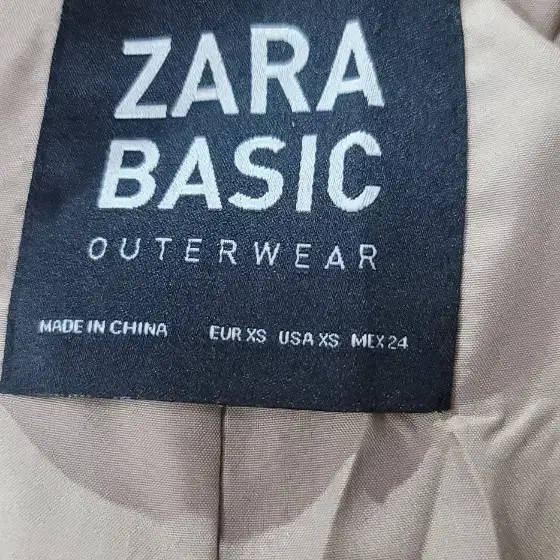 ZARA
BASIC
OUTERWEAR
MADE IN CHINA EUR XS USA XS MEX 24